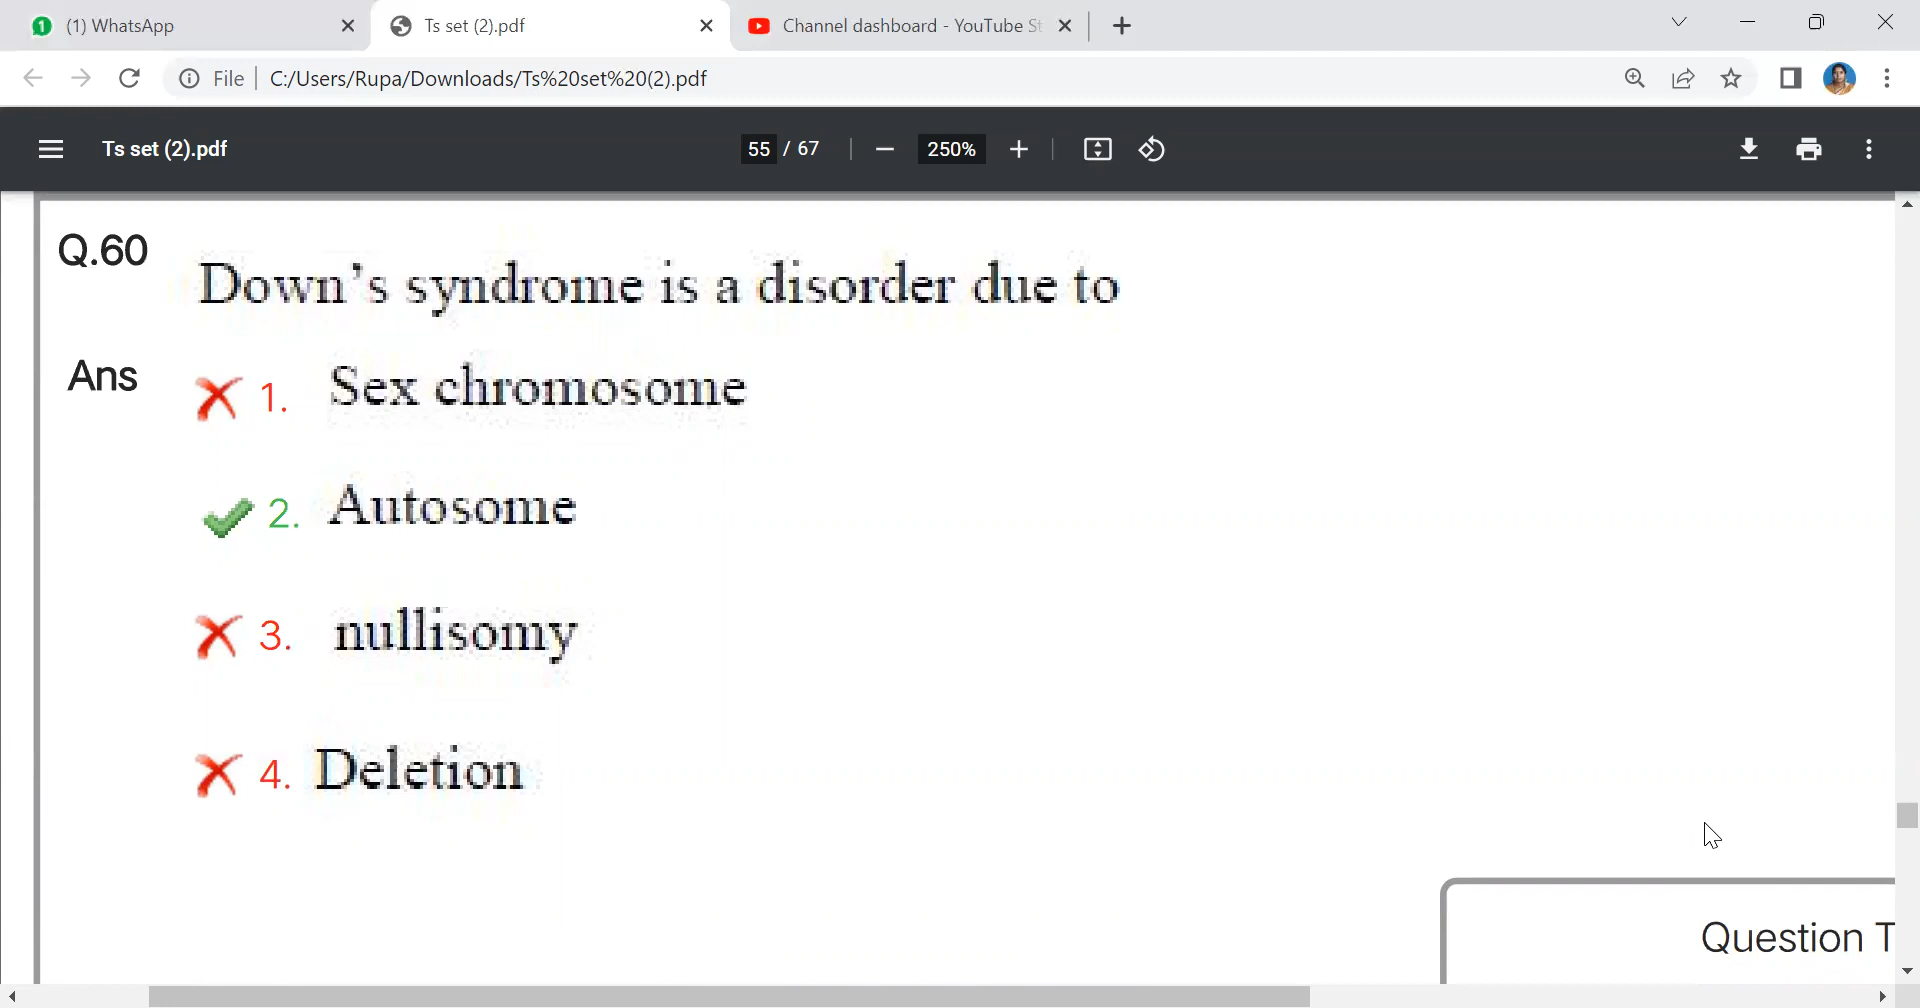 1 (1) WhatsApp
Ts set (2).pdf
Channel dashboard - YouTube St
File C:/Users/Rupa/Downloads/Ts%20set%20(2).pdf
Ts set (2).pdf 55 / 67 250%
Q.60 Down's syndrome is a disorder due to
Ans 1. Sex chromosome
2. Autosome
3. nullisomy
4. Deletion
Question T